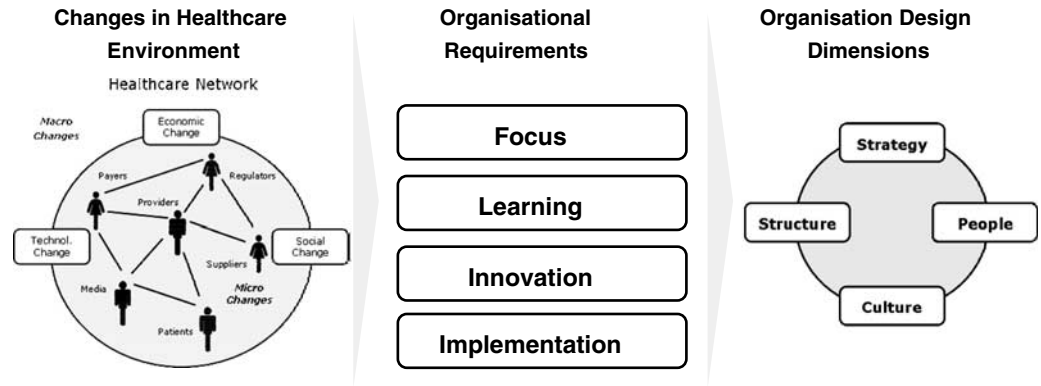 Changes in Healthcare
Environment
Healthcare Network
Macro
Changes
Economic
Change
Payers
Regulators
Providers
Technol.
Change
Social
Change
Suppliers
Media
Micro
Changes
Patients
Organisational
Requirements
Focus
Learning
Innovation
Implementation
Organisation Design
Dimensions
Strategy
Structure
People
Culture